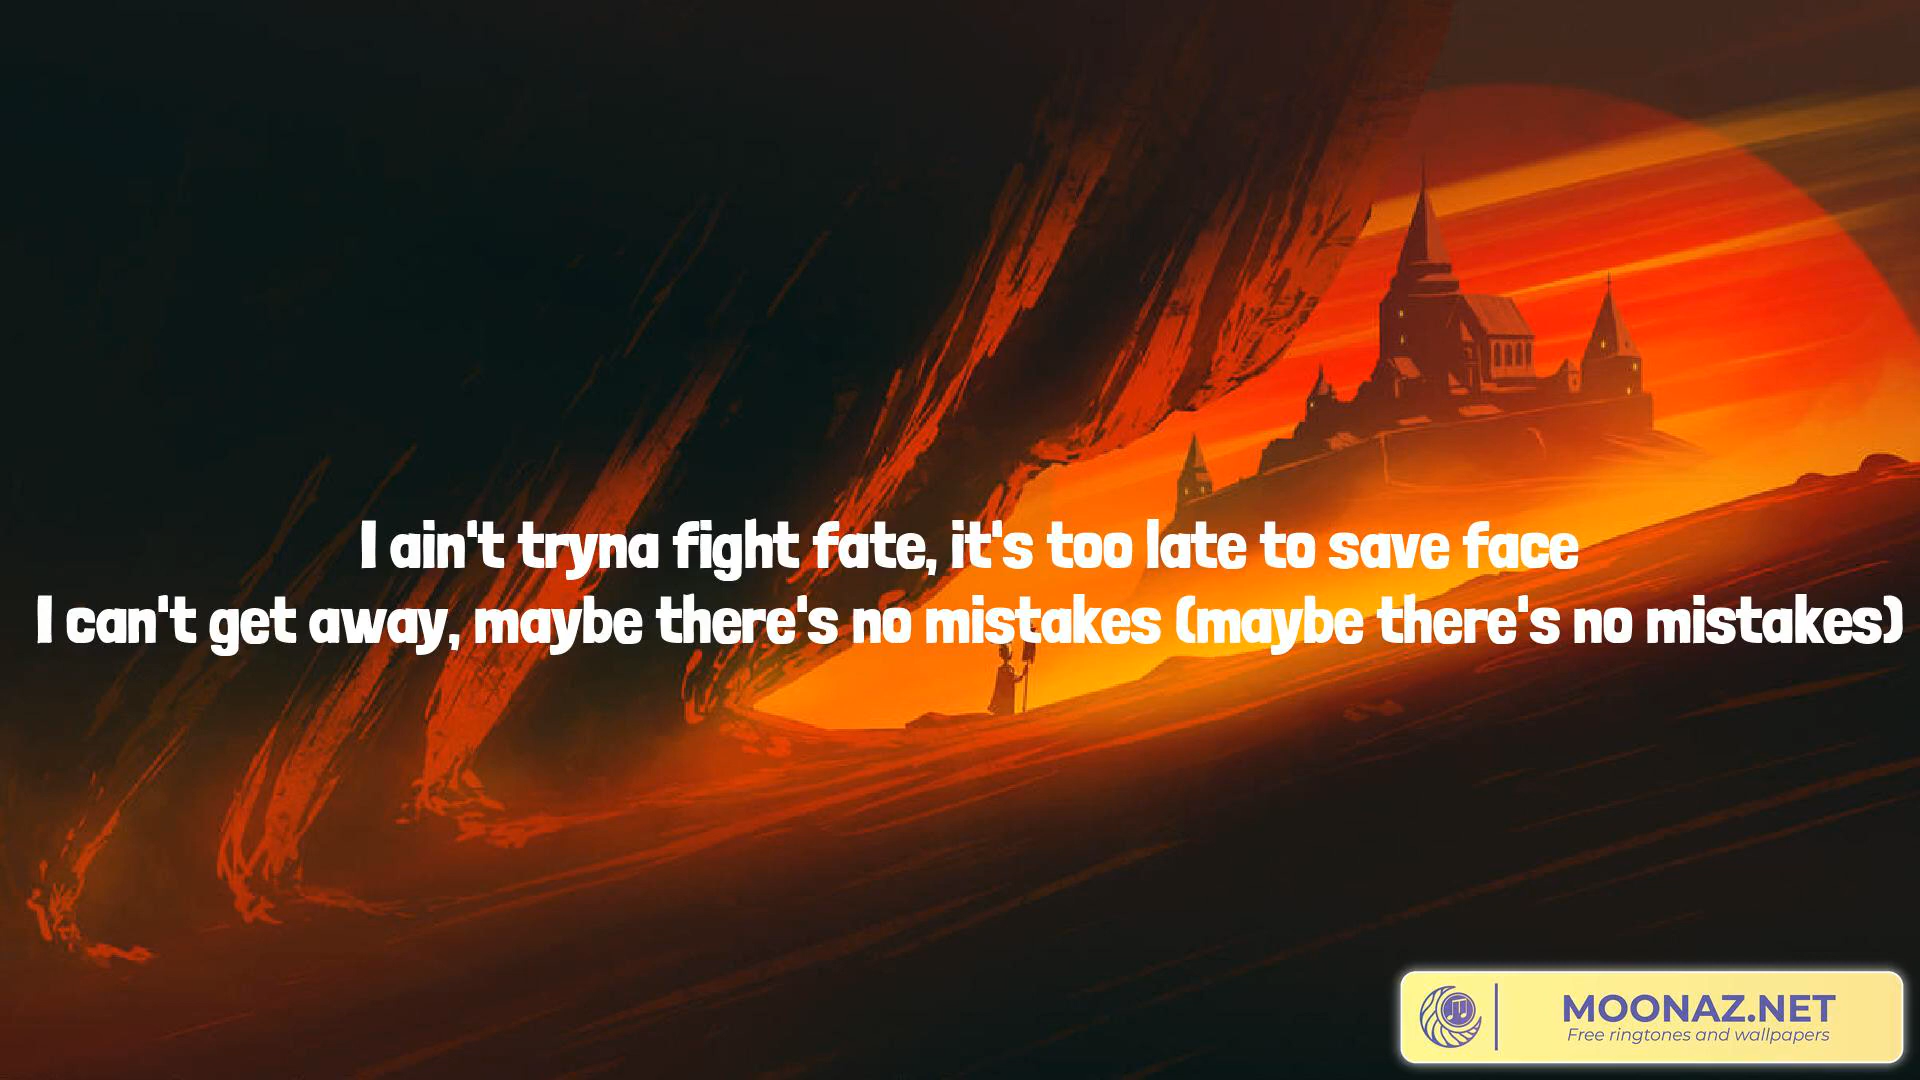 I ain't tryna fight fate, it's too late to save face
I can't get away, maybe there's no mistakes (maybe there's no mistakes)
MOONAZ.NET
Free ringtones and wallpapers